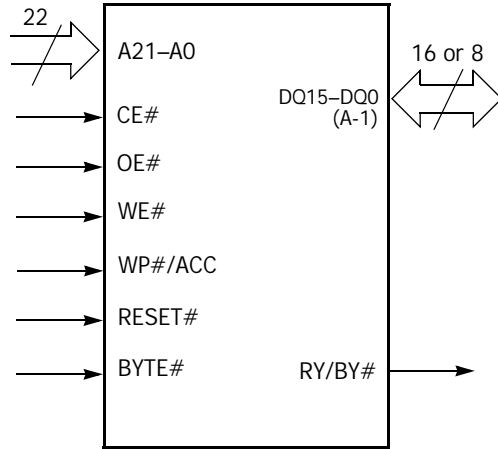 22
A21–A0
16 or 8
DQ15–DQ0
(A-1)
CE#
OE#
WE#
WP#/ACC
RESET#
BYTE#
RY/BY#